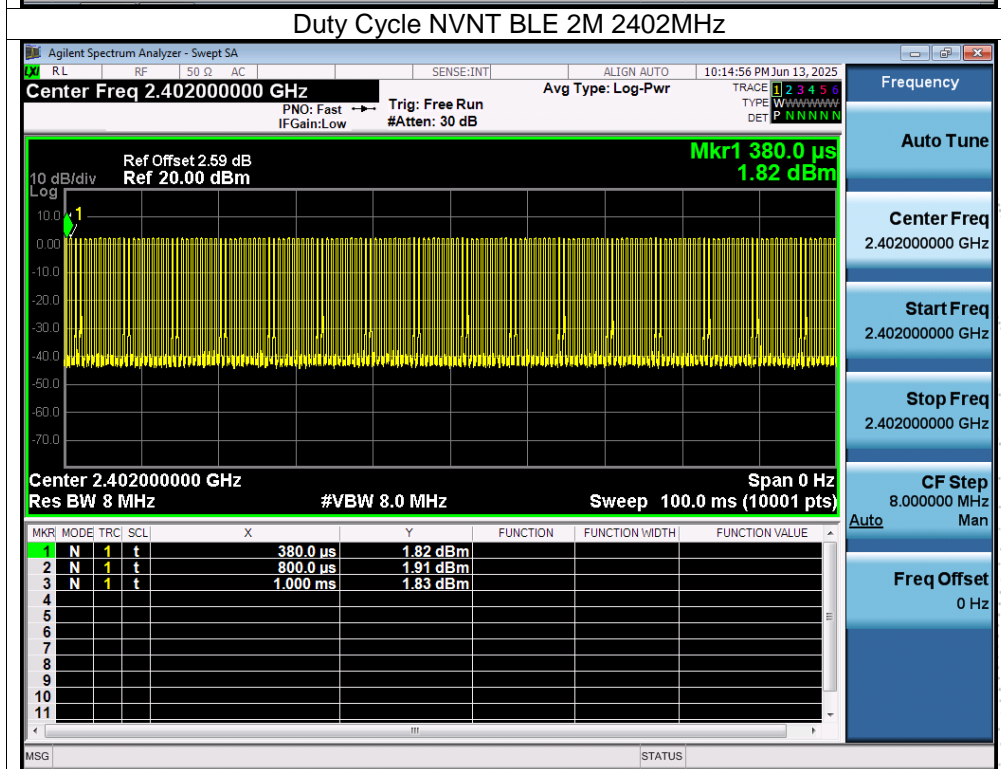 Duty Cycle NVNT BLE 2M 2402MHz
Agilent Spectrum Analyzer - Swept SA
LXI RL RF 50 Ω AC SENSE:INT ALIGN AUTO 10:14:56 PM Jun 13, 2025
Center Freq 2.402000000 GHz
PNO: Fast
IFGain:Low
Trig: Free Run
#Atten: 30 dB
Avg Type: Log-Pwr
TRACE 1 2 3 4 5 6
TYPE WWWWWW
DET P N N N N N
Mkr1 380.0 µs
1.82 dBm
Ref Offset 2.59 dB
Ref 20.00 dBm
10 dB/div
Log
10.0
0.00
-10.0
-20.0
-30.0
-40.0
-50.0
-60.0
-70.0
1
Center 2.402000000 GHz Span 0 Hz
Res BW 8 MHz #VBW 8.0 MHz Sweep 100.0 ms (10001 pts)
MKR MODE TRC SCL X Y FUNCTION FUNCTION WIDTH FUNCTION VALUE
1 N 1 t 380.0 µs 1.82 dBm
2 N 1 t 800.0 µs 1.91 dBm
3 N 1 t 1.000 ms 1.83 dBm
4
5
6
7
8
9
10
11
MSG STATUS
Frequency
Auto Tune
Center Freq
2.402000000 GHz
Start Freq
2.402000000 GHz
Stop Freq
2.402000000 GHz
CF Step
8.000000 MHz
Auto Man
Freq Offset
0 Hz